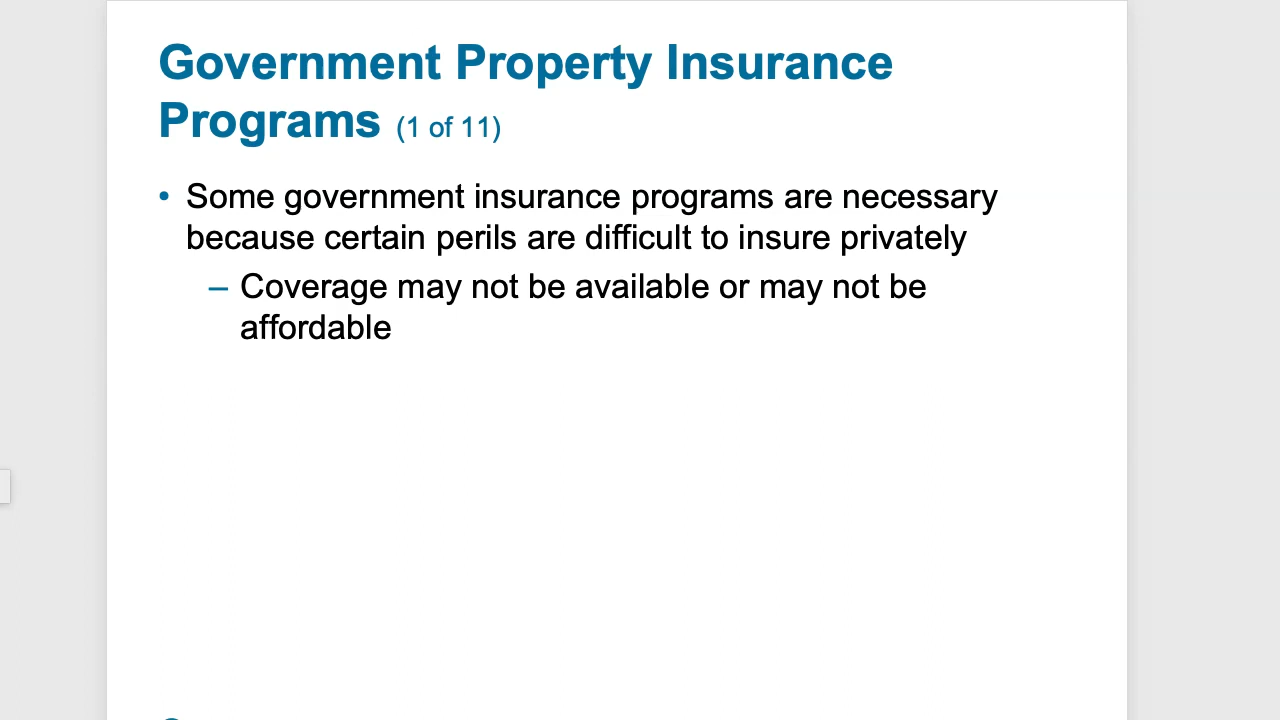 Government Property Insurance
Programs (1 of 11)
• Some government insurance programs are necessary
because certain perils are difficult to insure privately
– Coverage may not be available or may not be
affordable